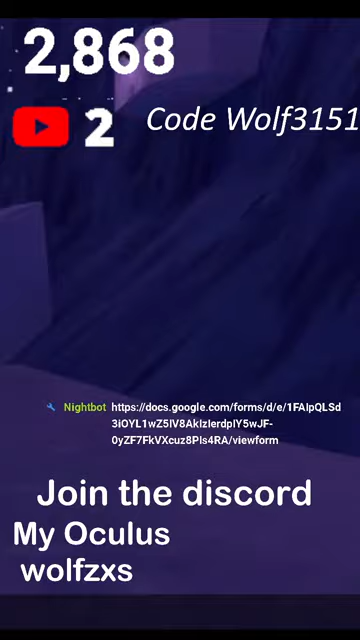 2,868
2
Code Wolf3151
Nightbot https://docs.google.com/forms/d/e/1FAIpQLSd
3iOYL1wZ5IV8AkIzIerdpIY5wJF-
0yZF7FkVXcuz8PIs4RA/viewform
Join the discord
My Oculus
wolfzxs